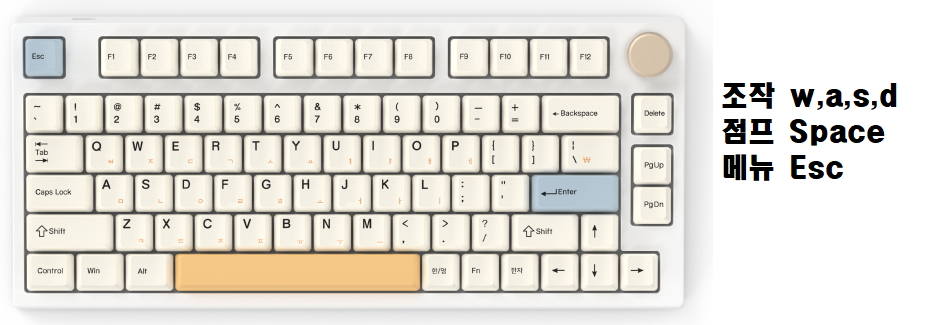 Esc F1 F2 F3 F4 F5 F6 F7 F8 F9 F10 F11 F12
~ ! @ # $ % ^ & * ( ) — +
` 1 2 3 4 5 6 7 8 9 0 - = ←Backspace Delete
Tab Q W E R T Y U I O P { [ } ] ¦ \ ₩ PgUp
Caps Lock A S D F G H J K L : ; " ' Enter PgDn
Shift Z X C V B N M < , > . ? / Shift ↑
Control Win Alt 한/영 Fn 한자 ← ↓ →
조작 w,a,s,d
점프 Space
메뉴 Esc